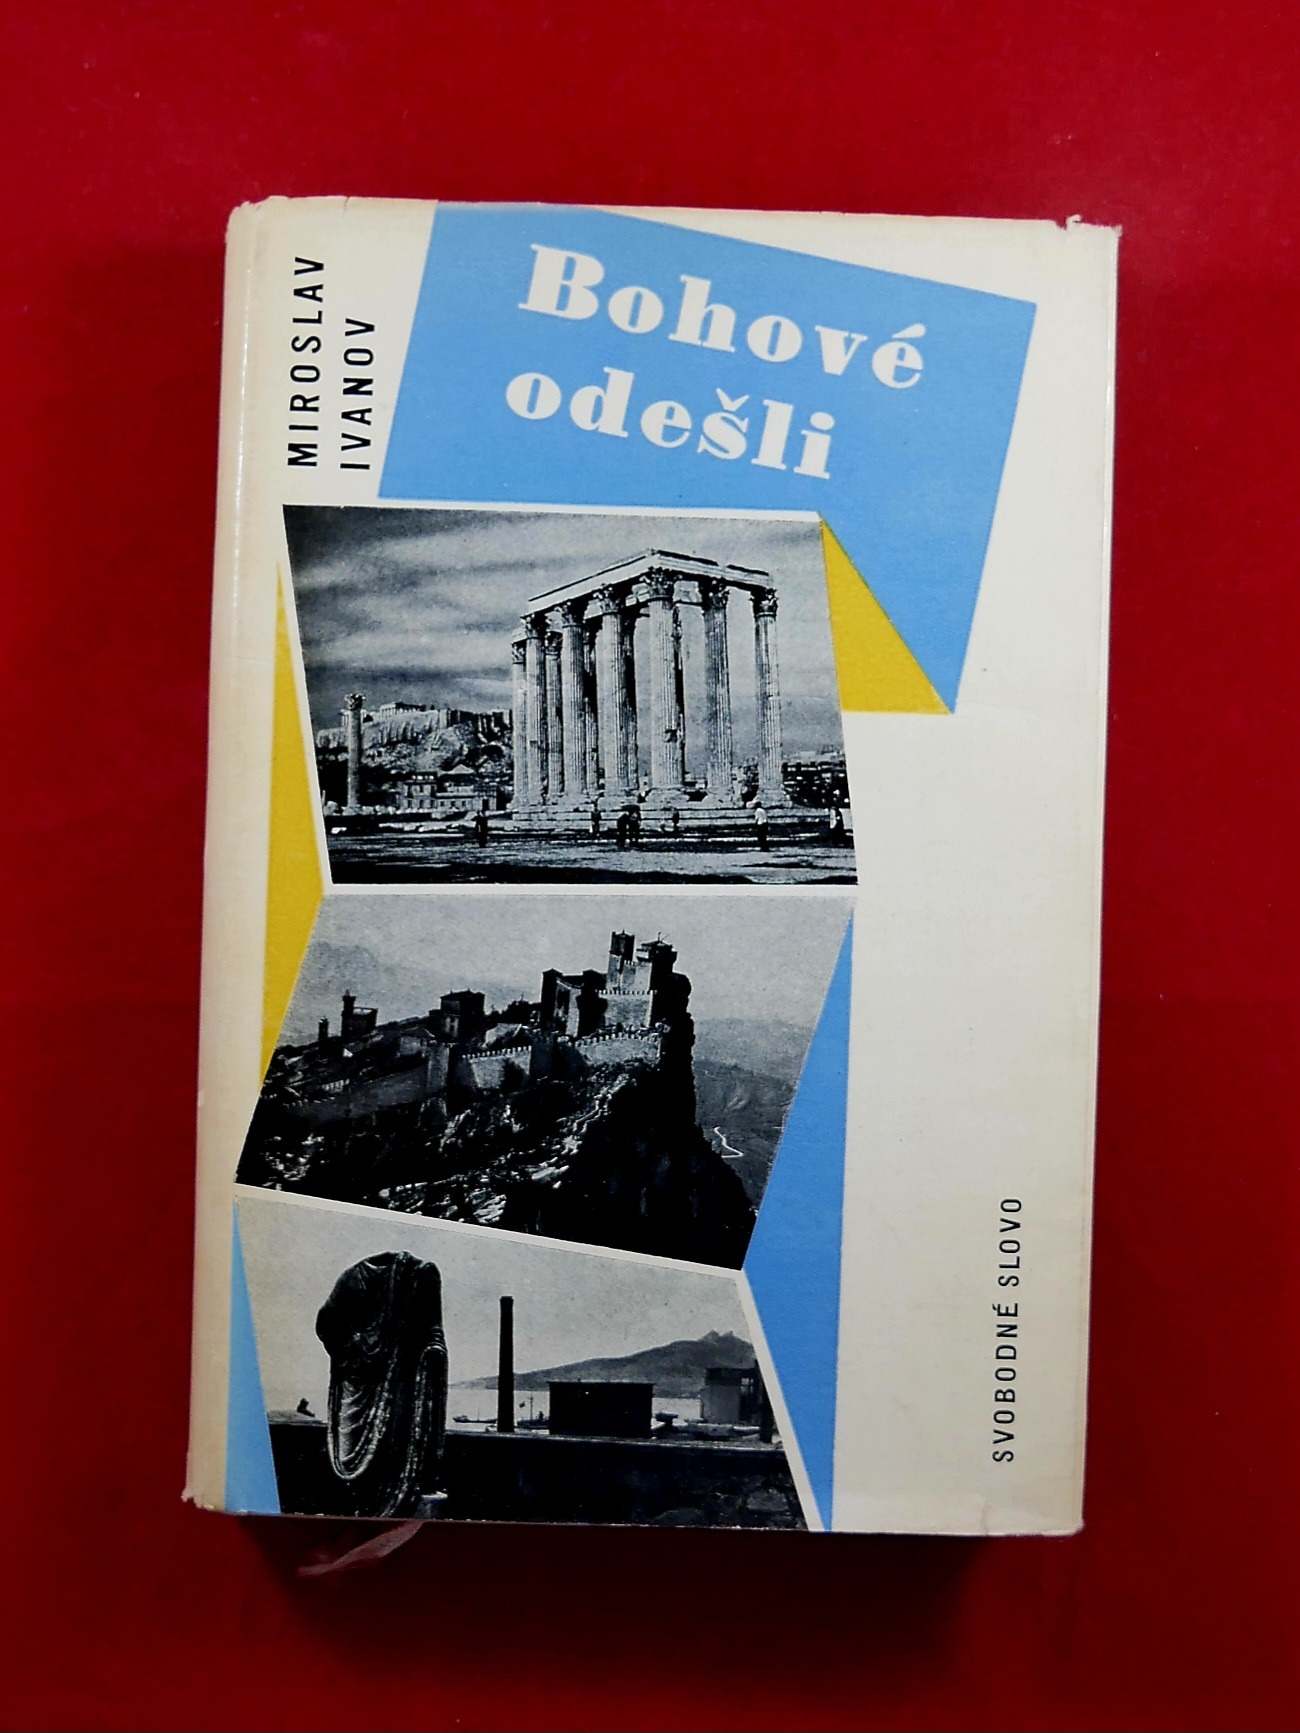 MIROSLAV
IVANOV
Bohové
odešli
SVOBODNÉ SLOVO